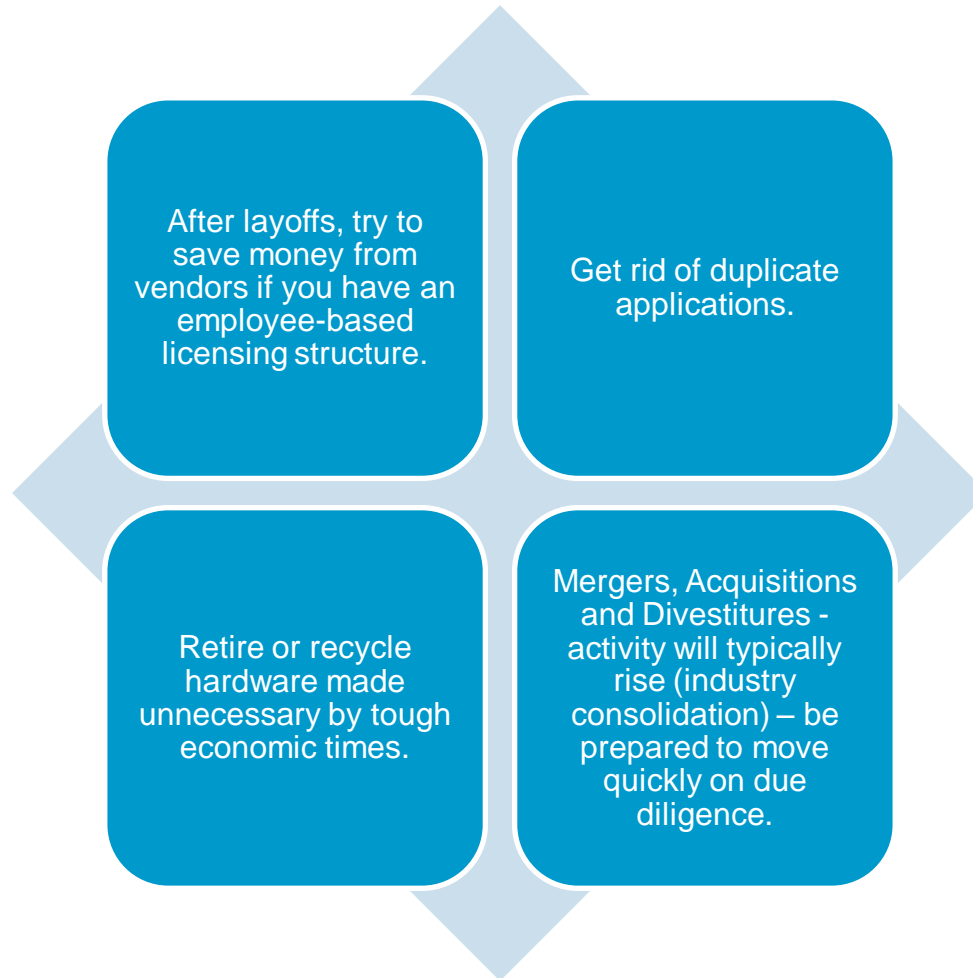 After layoffs, try to
save money from
vendors if you have an
employee-based
licensing structure.
Get rid of duplicate
applications.
Retire or recycle
hardware made
unnecessary by tough
economic times.
Mergers, Acquisitions
and Divestitures -
activity will typically
rise (industry
consolidation) – be
prepared to move
quickly on due
diligence.